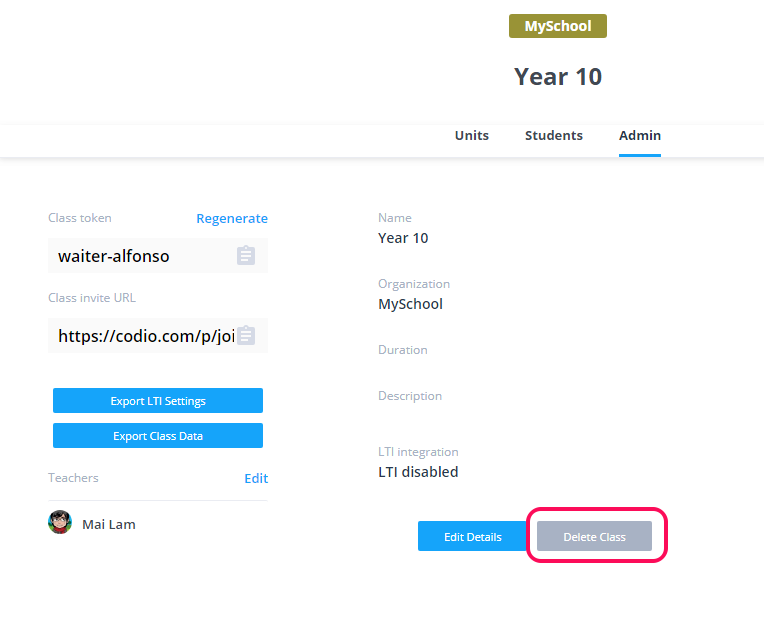 MySchool
Year 10
Units Students Admin
Class token Regenerate
waiter-alfonso
Class invite URL
https://codio.com/p/joi
Export LTI Settings
Export Class Data
Teachers Edit
Mai Lam
Name
Year 10
Organization
MySchool
Duration
Description
LTI integration
LTI disabled
Edit Details Delete Class